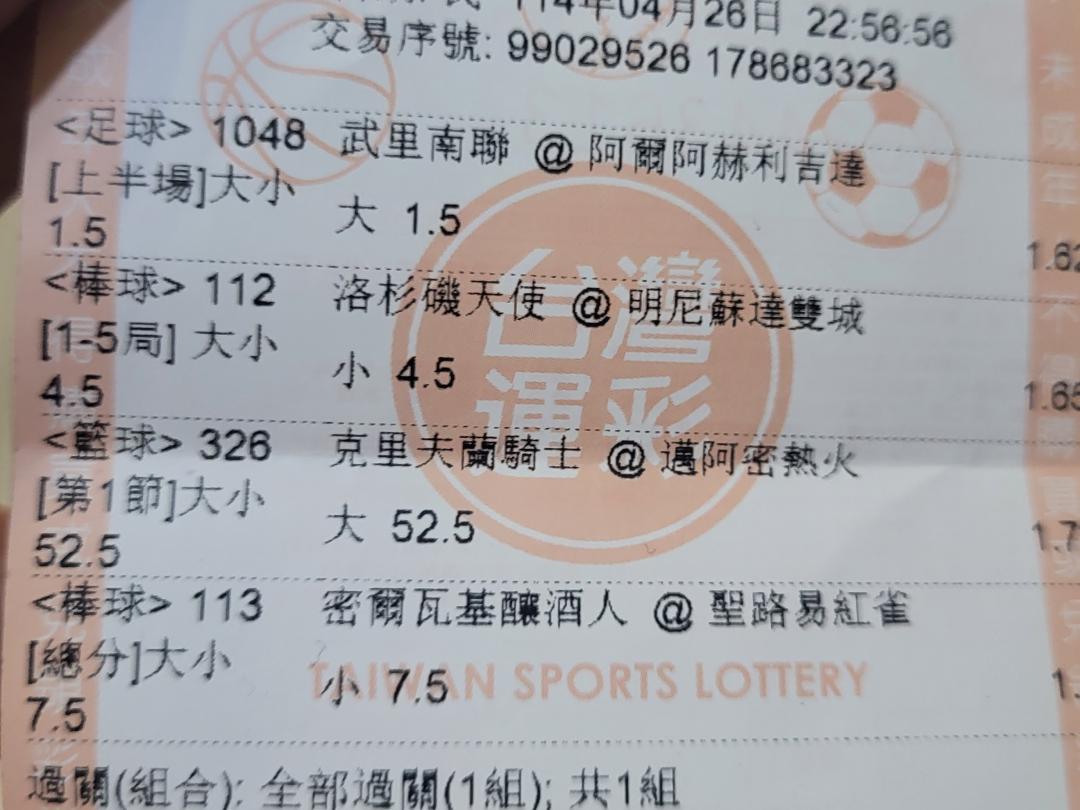 114年04月26日 22:56:56
交易序號: 99029526 178683323
<足球> 1048 武里南聯 @ 阿爾阿赫利吉達
[上半場]大小
1.5 大 1.5 1.62
<棒球> 112 洛杉磯天使 @ 明尼蘇達雙城
[1-5局] 大小
4.5 小 4.5 1.65
<籃球> 326 克里夫蘭騎士 @ 邁阿密熱火
[第1節]大小
52.5 大 52.5 1.7
<棒球> 113 密爾瓦基釀酒人 @ 聖路易紅雀
[總分]大小
7.5 小 7.5 1.
過關(組合): 全部過關(1組); 共1組
台灣
運彩
TAIWAN SPORTS LOTTERY